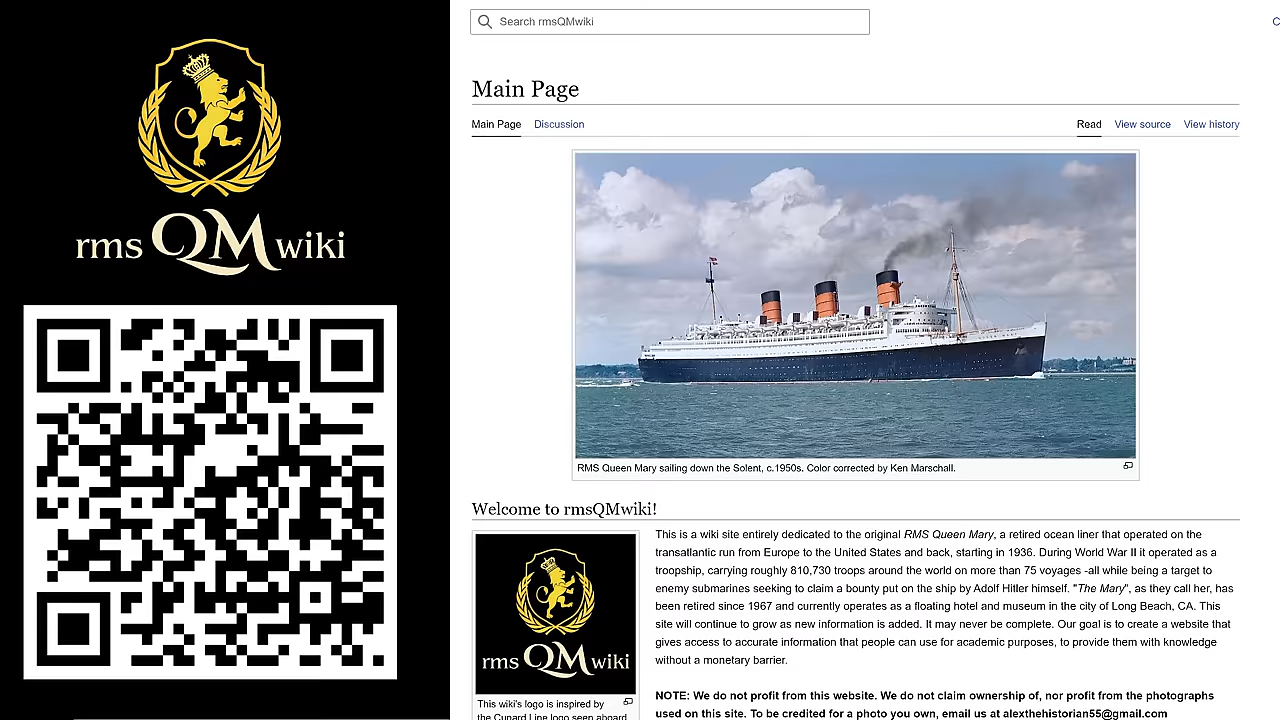 rms QM wiki
Search rmsQMwiki
C
Main Page
Main Page Discussion Read View source View history
RMS Queen Mary sailing down the Solent, c.1950s. Color corrected by Ken Marschall.
Welcome to rmsQMwiki!
This is a wiki site entirely dedicated to the original RMS Queen Mary, a retired ocean liner that operated on the
transatlantic run from Europe to the United States and back, starting in 1936. During World War II it operated as a
troopship, carrying roughly 810,730 troops around the world on more than 75 voyages -all while being a target to
enemy submarines seeking to claim a bounty put on the ship by Adolf Hitler himself. "The Mary", as they call her, has
been retired since 1967 and currently operates as a floating hotel and museum in the city of Long Beach, CA. This
site will continue to grow as new information is added. It may never be complete. Our goal is to create a website that
gives access to accurate information that people can use for academic purposes, to provide them with knowledge
without a monetary barrier.
NOTE: We do not profit from this website. We do not claim ownership of, nor profit from the photographs
used on this site. To be credited for a photo you own, email us at alexthehistorian55@gmail.com
rms QM wiki
This wiki's logo is inspired by
the Cunard Line logo seen aboard